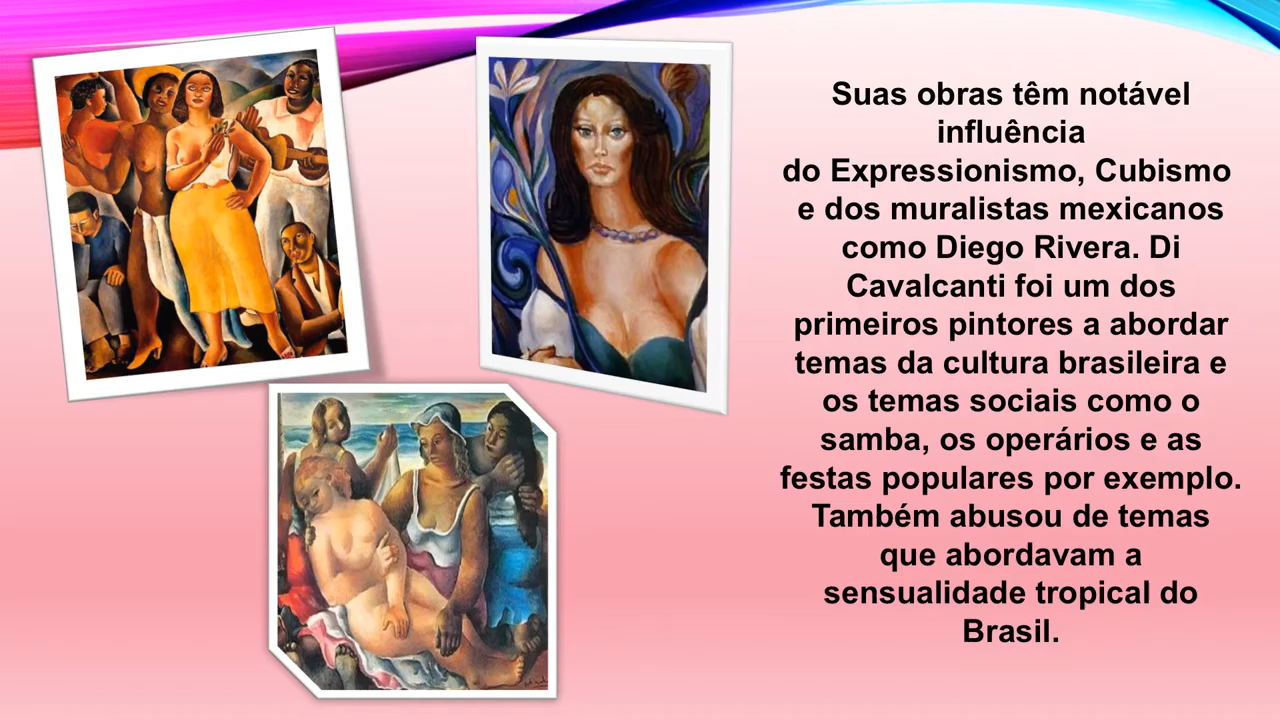 Suas obras têm notável
influência
do Expressionismo, Cubismo
e dos muralistas mexicanos
como Diego Rivera. Di
Cavalcanti foi um dos
primeiros pintores a abordar
temas da cultura brasileira e
os temas sociais como o
samba, os operários e as
festas populares por exemplo.
Também abusou de temas
que abordavam a
sensualidade tropical do
Brasil.